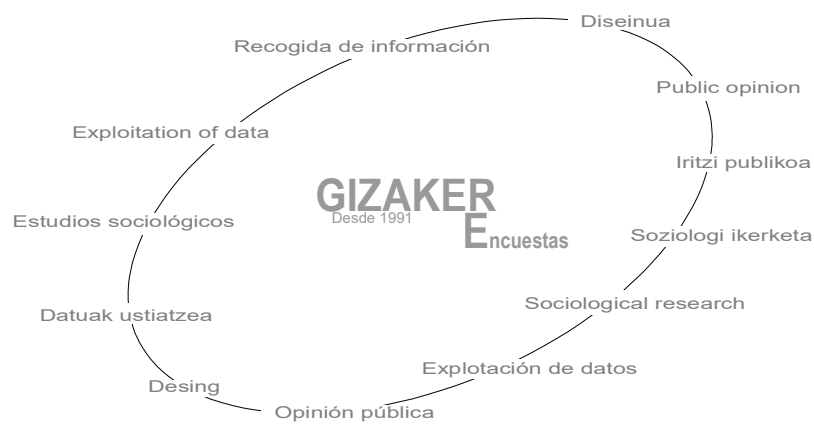 Diseinua
Recogida de información
Public opinion
Exploitation of data
Iritzi publikoa
GIZAKER
Desde 1991
Encuestas
Estudios sociológicos
Soziologi ikerketa
Sociological research
Datuak ustiatzea
Explotación de datos
Desing
Opinión pública